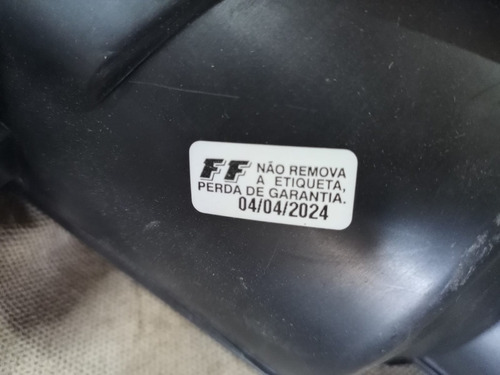 FF NÃO REMOVA
A ETIQUETA,
PERDA DE GARANTIA.
04/04/2024